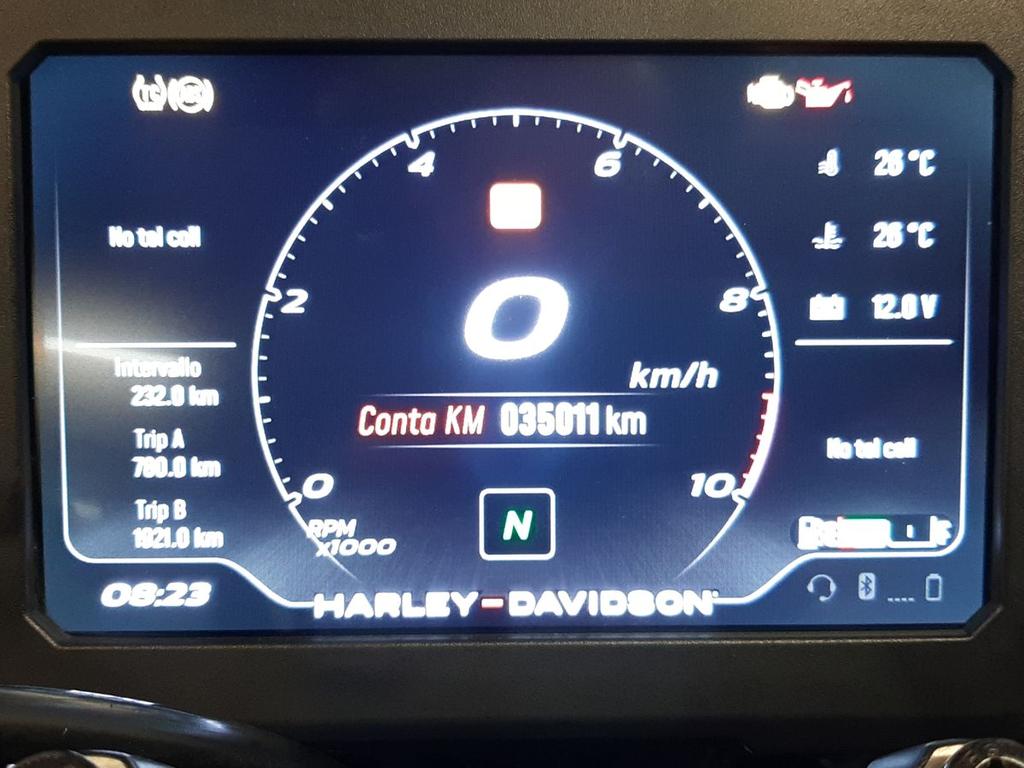 TC
4
6
26 °C
No tel coll
26 °C
2
0
8
12.0 V
km/h
Intervallo
232.0 km
Conta KM 035011 km
Trip A
780.0 km
No tel coll
0
10
Trip B
1921.0 km
N
RPM
x1000
08:23
HARLEY-DAVIDSON